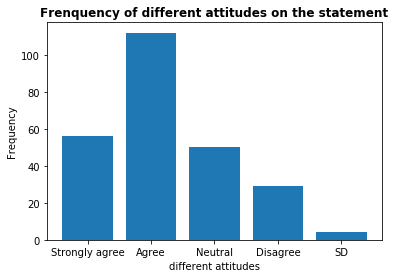 Frenquency of different attitudes on the statement
Frequency
100
80
60
40
20
0
Strongly agree Agree Neutral Disagree SD
different attitudes